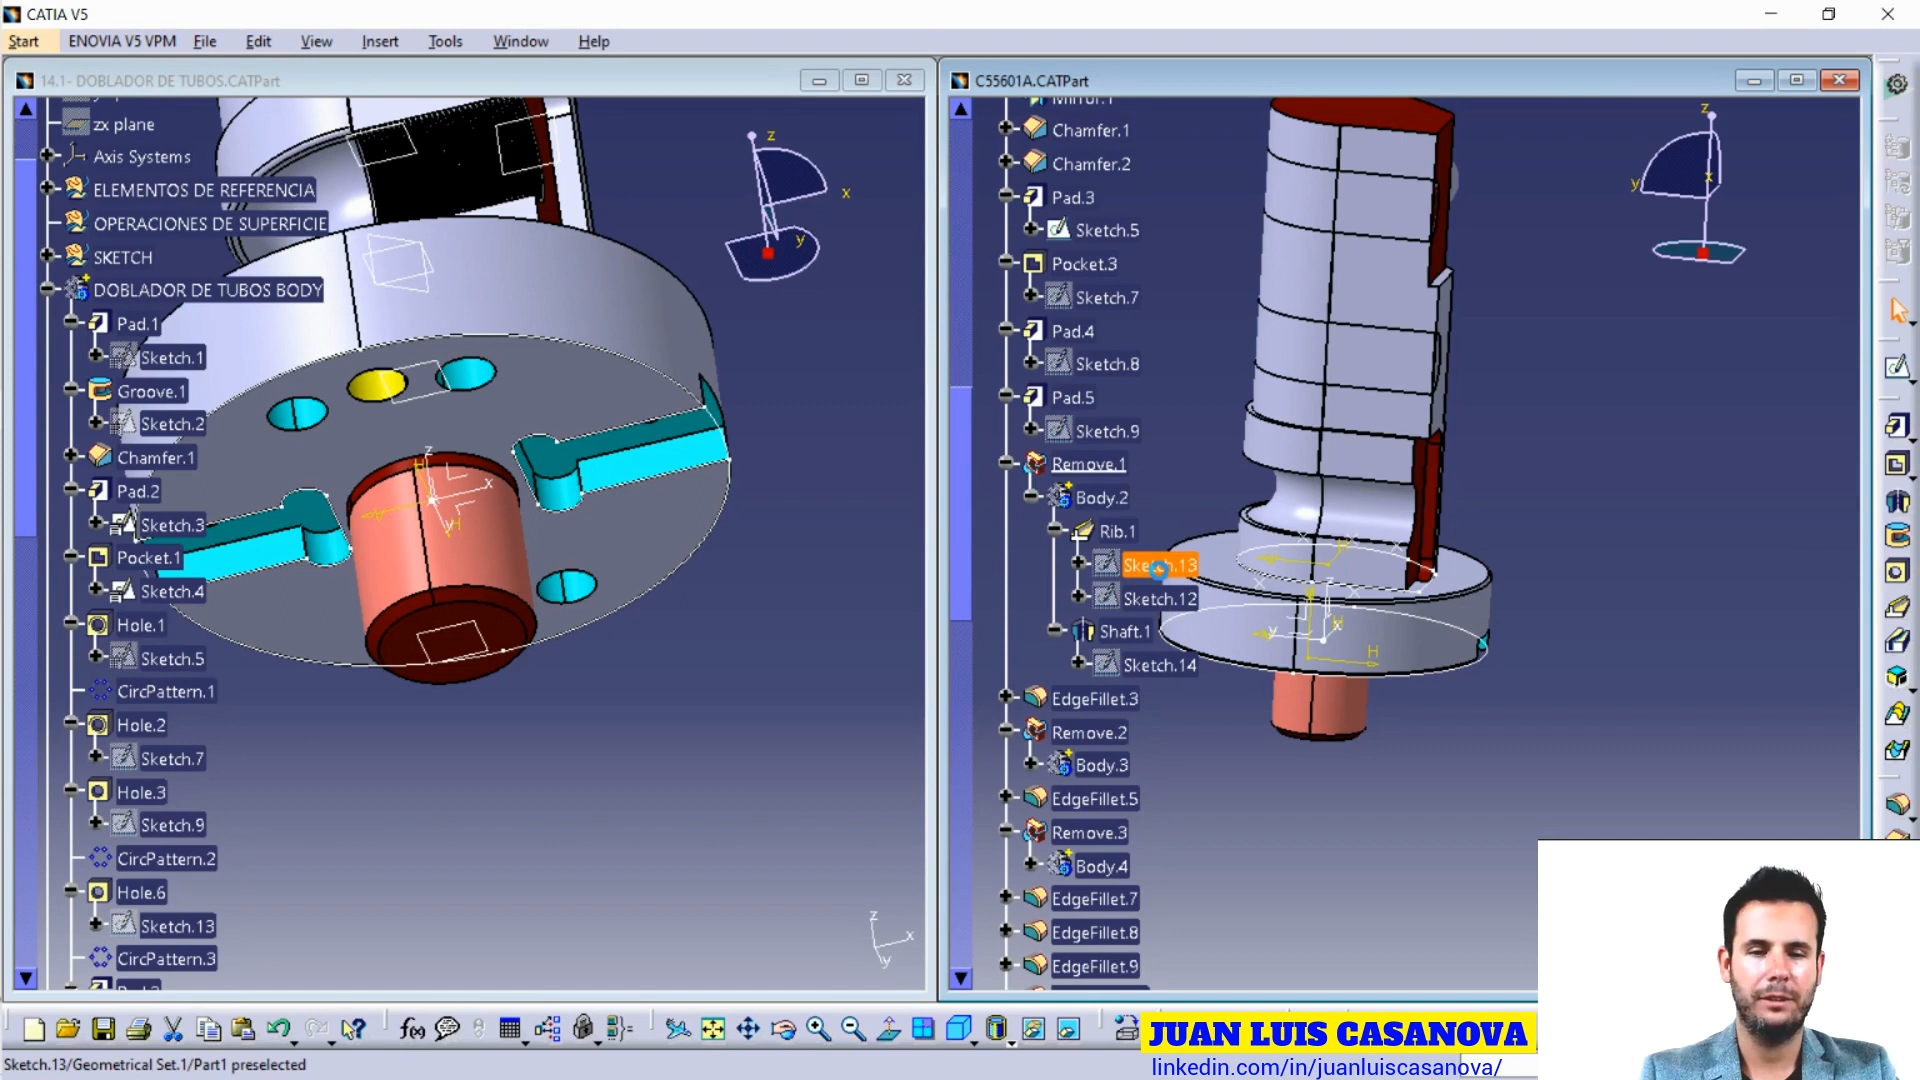 CATIA V5
Start ENOVIA V5 VPM File Edit View Insert Tools Window Help
14.1- DOBLADOR DE TUBOS.CATPart
zx plane
Axis Systems
ELEMENTOS DE REFERENCIA
OPERACIONES DE SUPERFICIE
SKETCH
DOBLADOR DE TUBOS BODY
Pad.1
Sketch.1
Groove.1
Sketch.2
Chamfer.1
Pad.2
Sketch.3
Pocket.1
Sketch.4
Hole.1
Sketch.5
CircPattern.1
Hole.2
Sketch.7
Hole.3
Sketch.9
CircPattern.2
Hole.6
Sketch.13
CircPattern.3
z
x
y
z
x
y
H
H
z
x
y
C55601A.CATPart
Mirror.1
Chamfer.1
Chamfer.2
Pad.3
Sketch.5
Pocket.3
Sketch.7
Pad.4
Sketch.8
Pad.5
Sketch.9
Remove.1
Body.2
Rib.1
Sketch.13
Sketch.12
Shaft.1
Sketch.14
EdgeFillet.3
Remove.2
Body.3
EdgeFillet.5
Remove.3
Body.4
EdgeFillet.7
EdgeFillet.8
EdgeFillet.9
z
y
x
H
f(x)
JUAN LUIS CASANOVA
linkedin.com/in/juanluiscasanova/
Sketch.13/Geometrical Set.1/Part1 preselected